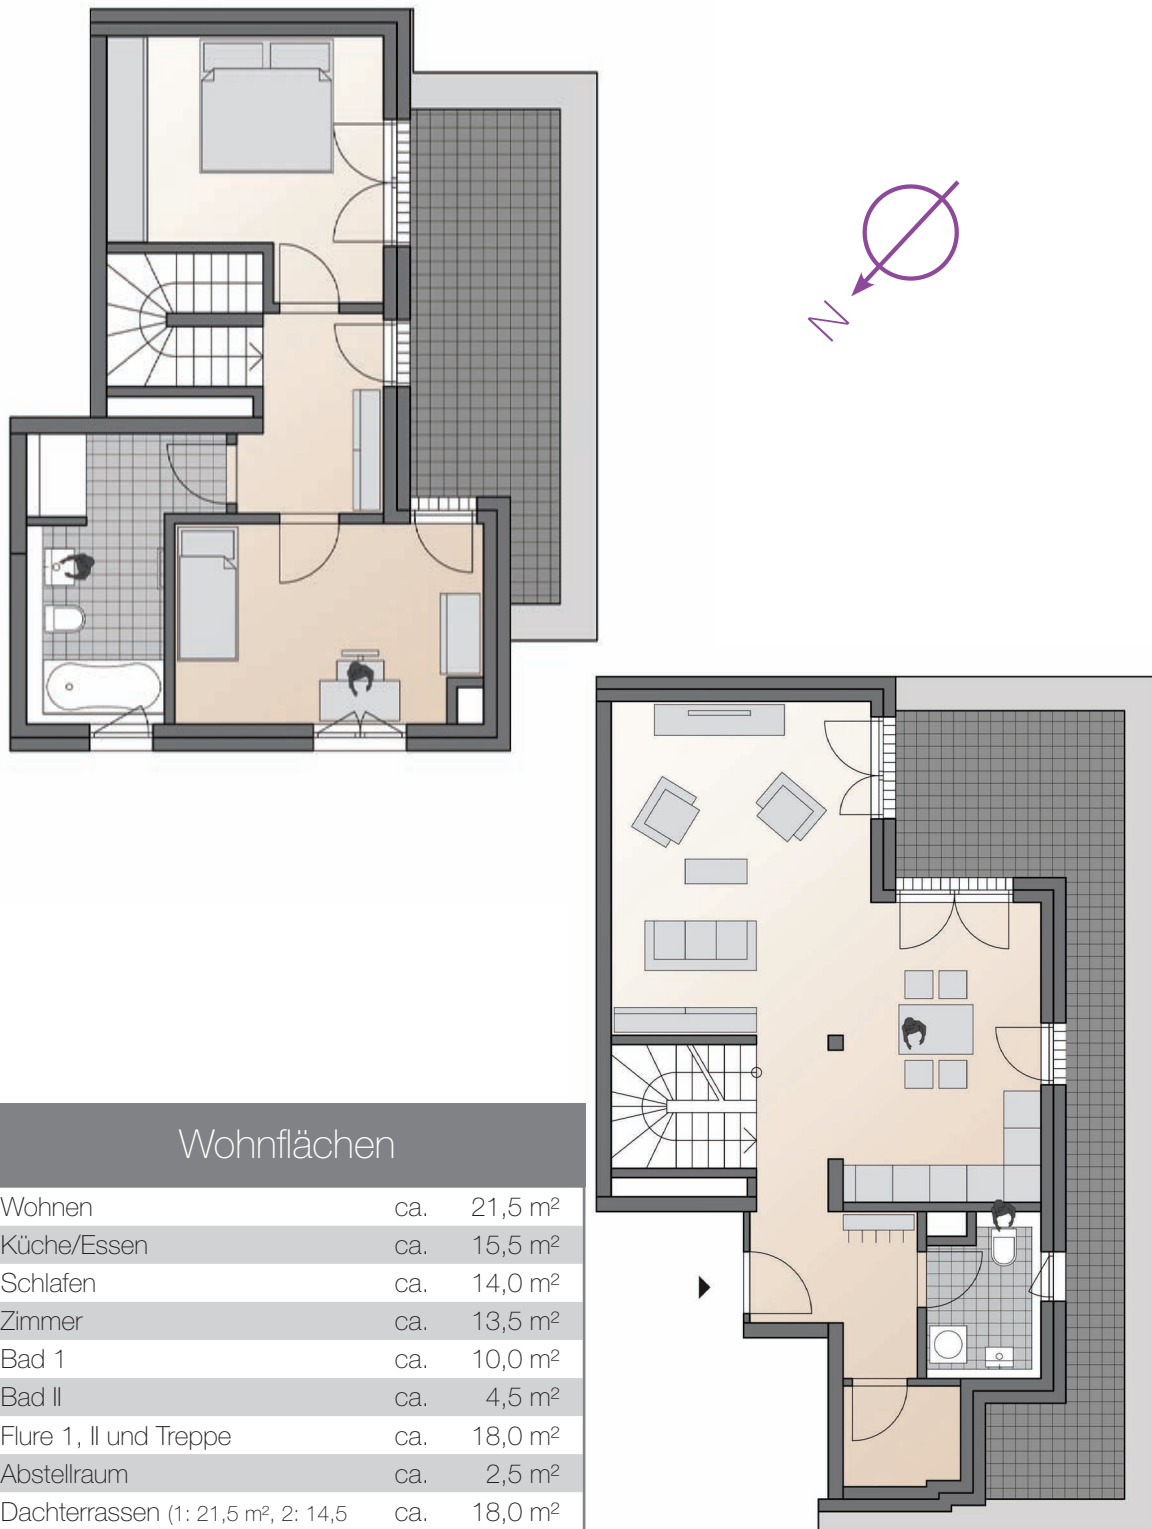 N
Wohnflächen
Wohnen ca. 21,5 m²
Küche/Essen ca. 15,5 m²
Schlafen ca. 14,0 m²
Zimmer ca. 13,5 m²
Bad 1 ca. 10,0 m²
Bad II ca. 4,5 m²
Flure 1, II und Treppe ca. 18,0 m²
Abstellraum ca. 2,5 m²
Dachterrassen (1: 21,5 m², 2: 14,5 ca. 18,0 m²